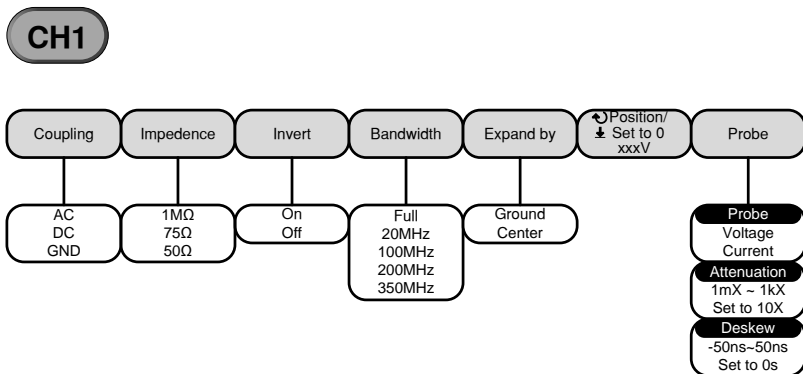 CH1
Coupling
Impedence
Invert
Bandwidth
Expand by
Position/
Set to 0
xxxV
Probe
AC
DC
GND
1MΩ
75Ω
50Ω
On
Off
Full
20MHz
100MHz
200MHz
350MHz
Ground
Center
Probe
Voltage
Current
Attenuation
1mX ~ 1kX
Set to 10X
Deskew
-50ns~50ns
Set to 0s